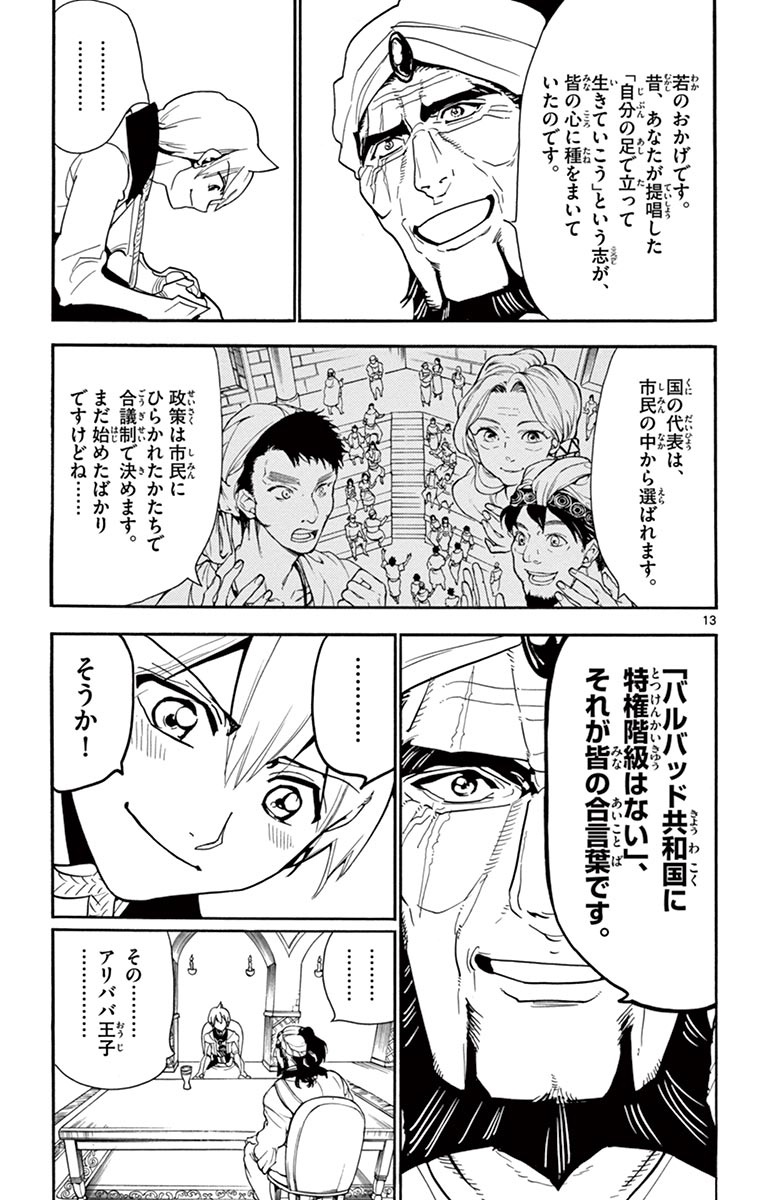 若のおかげです。
昔、あなたが提唱した
「自分の足で立って
生きていこう」という志が、
皆の心に種をまいて
いたのです。
…………
国の代表は、
市民の中から選ばれます。
政策は市民に
ひらかれたかたちで
合議制で決めます。
まだ始めたばかり
ですけどね……
13
「バルバッド共和国に
特権階級はない」、
それが皆の合言葉です。
………
そうか！
…………
その………
………
アリババ王子